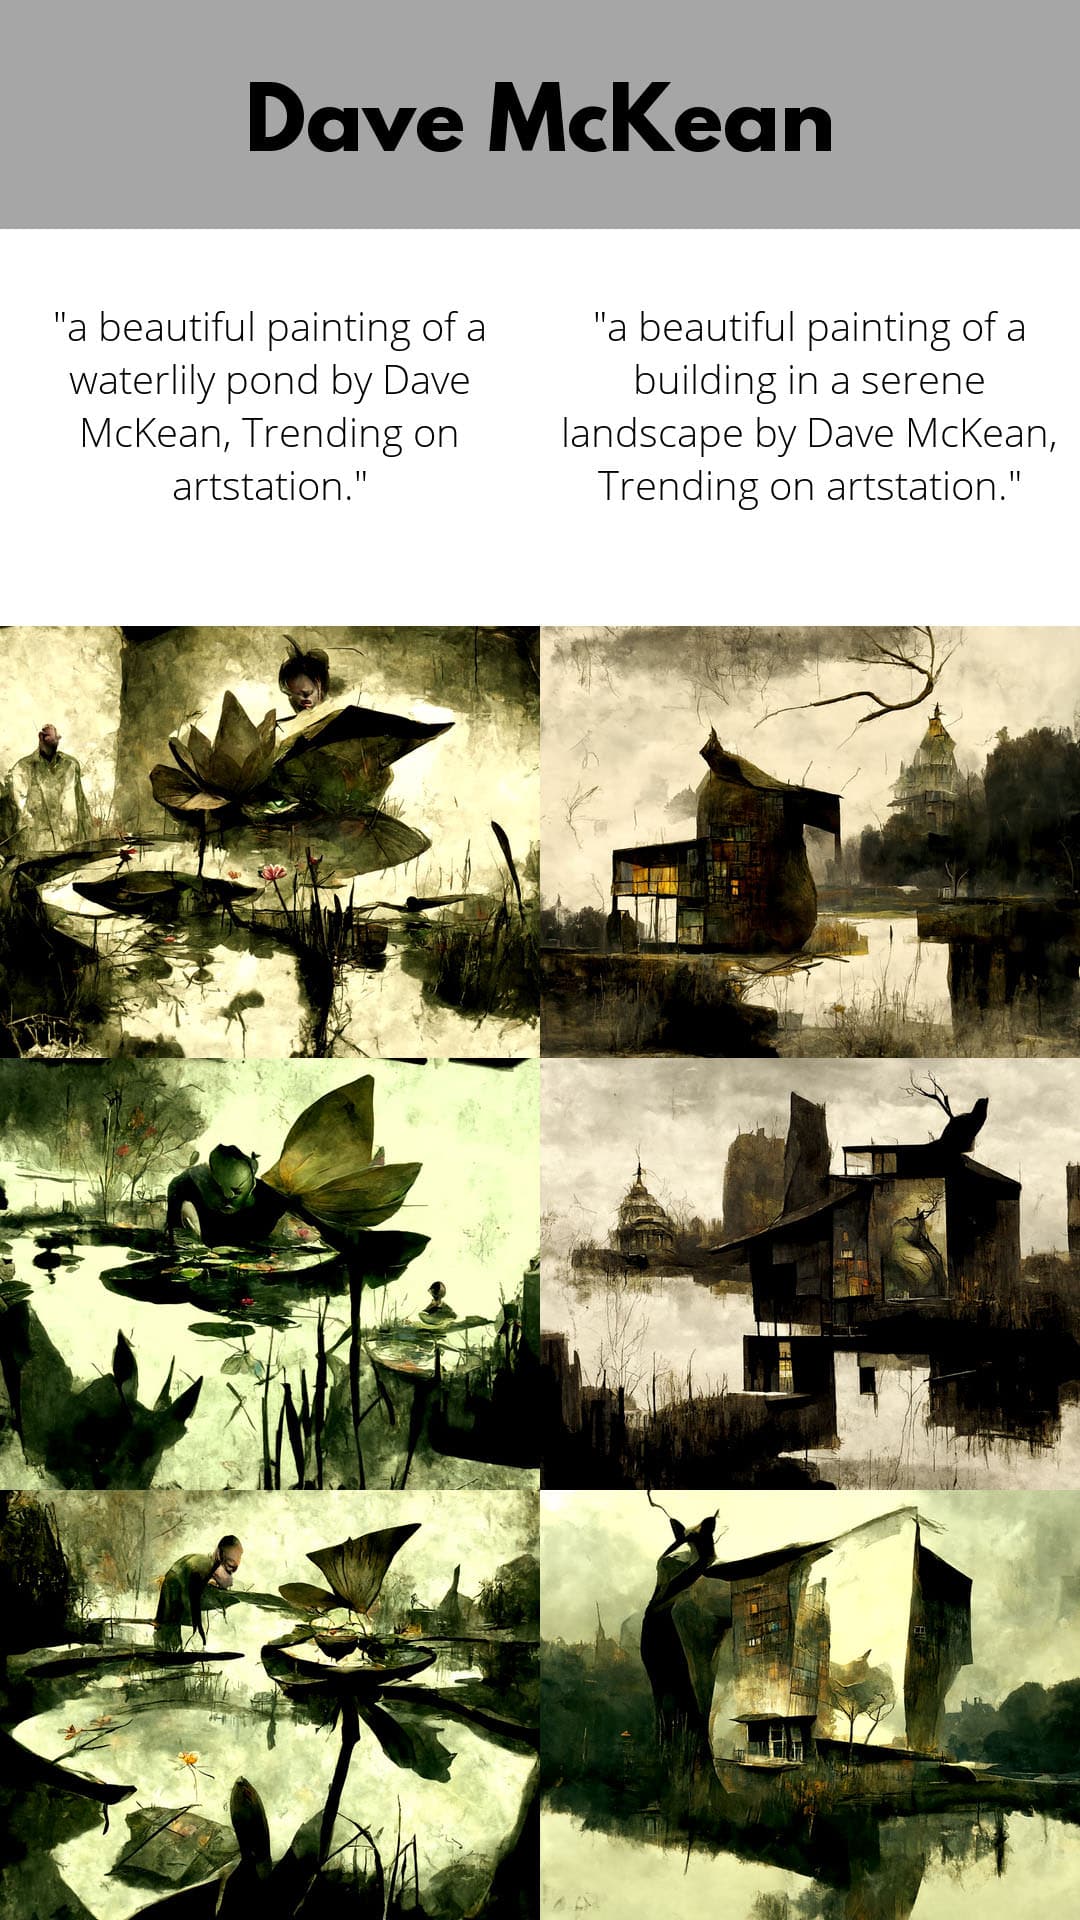 Dave McKean
"a beautiful painting of a
waterlily pond by Dave
McKean, Trending on
artstation."
"a beautiful painting of a
building in a serene
landscape by Dave McKean,
Trending on artstation."